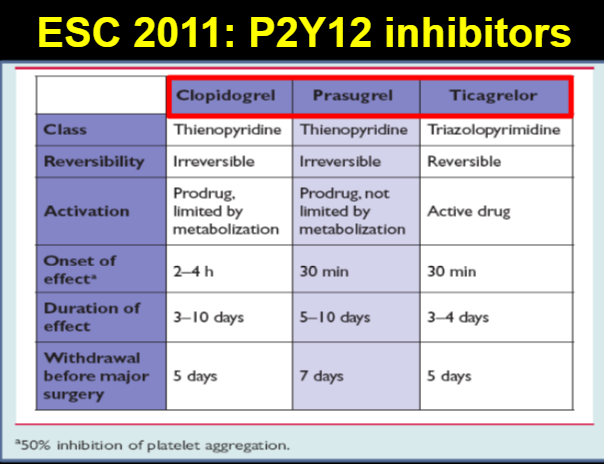 ESC 2011: P2Y12 inhibitors
Clopidogrel Prasugrel Ticagrelor
Class Thienopyridine Thienopyridine Triazolopyrimidine
Reversibility Irreversible Irreversible Reversible
Activation Prodrug, limited by metabolization Prodrug, not limited by metabolization Active drug
Onset of effectᵃ 2–4 h 30 min 30 min
Duration of effect 3–10 days 5–10 days 3–4 days
Withdrawal before major surgery 5 days 7 days 5 days
ᵃ50% inhibition of platelet aggregation.